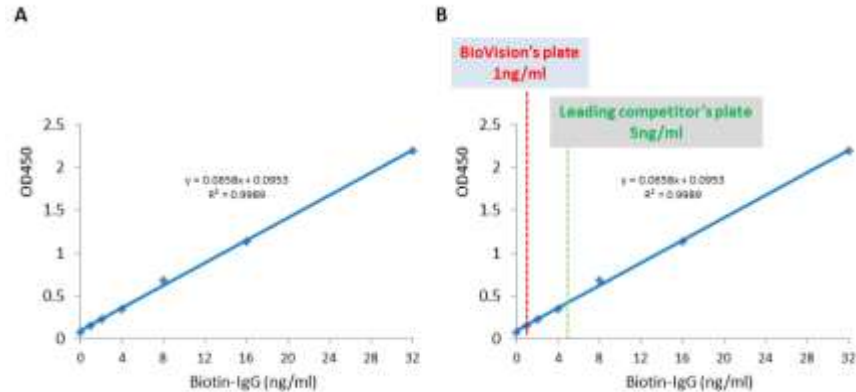 A
2.5
2
1.5
1
0.5
0
OD450
y = 0.0658x + 0.0953
R² = 0.9989
0 4 8 12 16 20 24 28 32
Biotin-IgG (ng/ml)
B
BioVision's plate
1ng/ml
Leading competitor's plate
5ng/ml
2.5
2
1.5
1
0.5
0
OD450
y = 0.0658x + 0.0953
R² = 0.9989
0 4 8 12 16 20 24 28 32
Biotin-IgG (ng/ml)